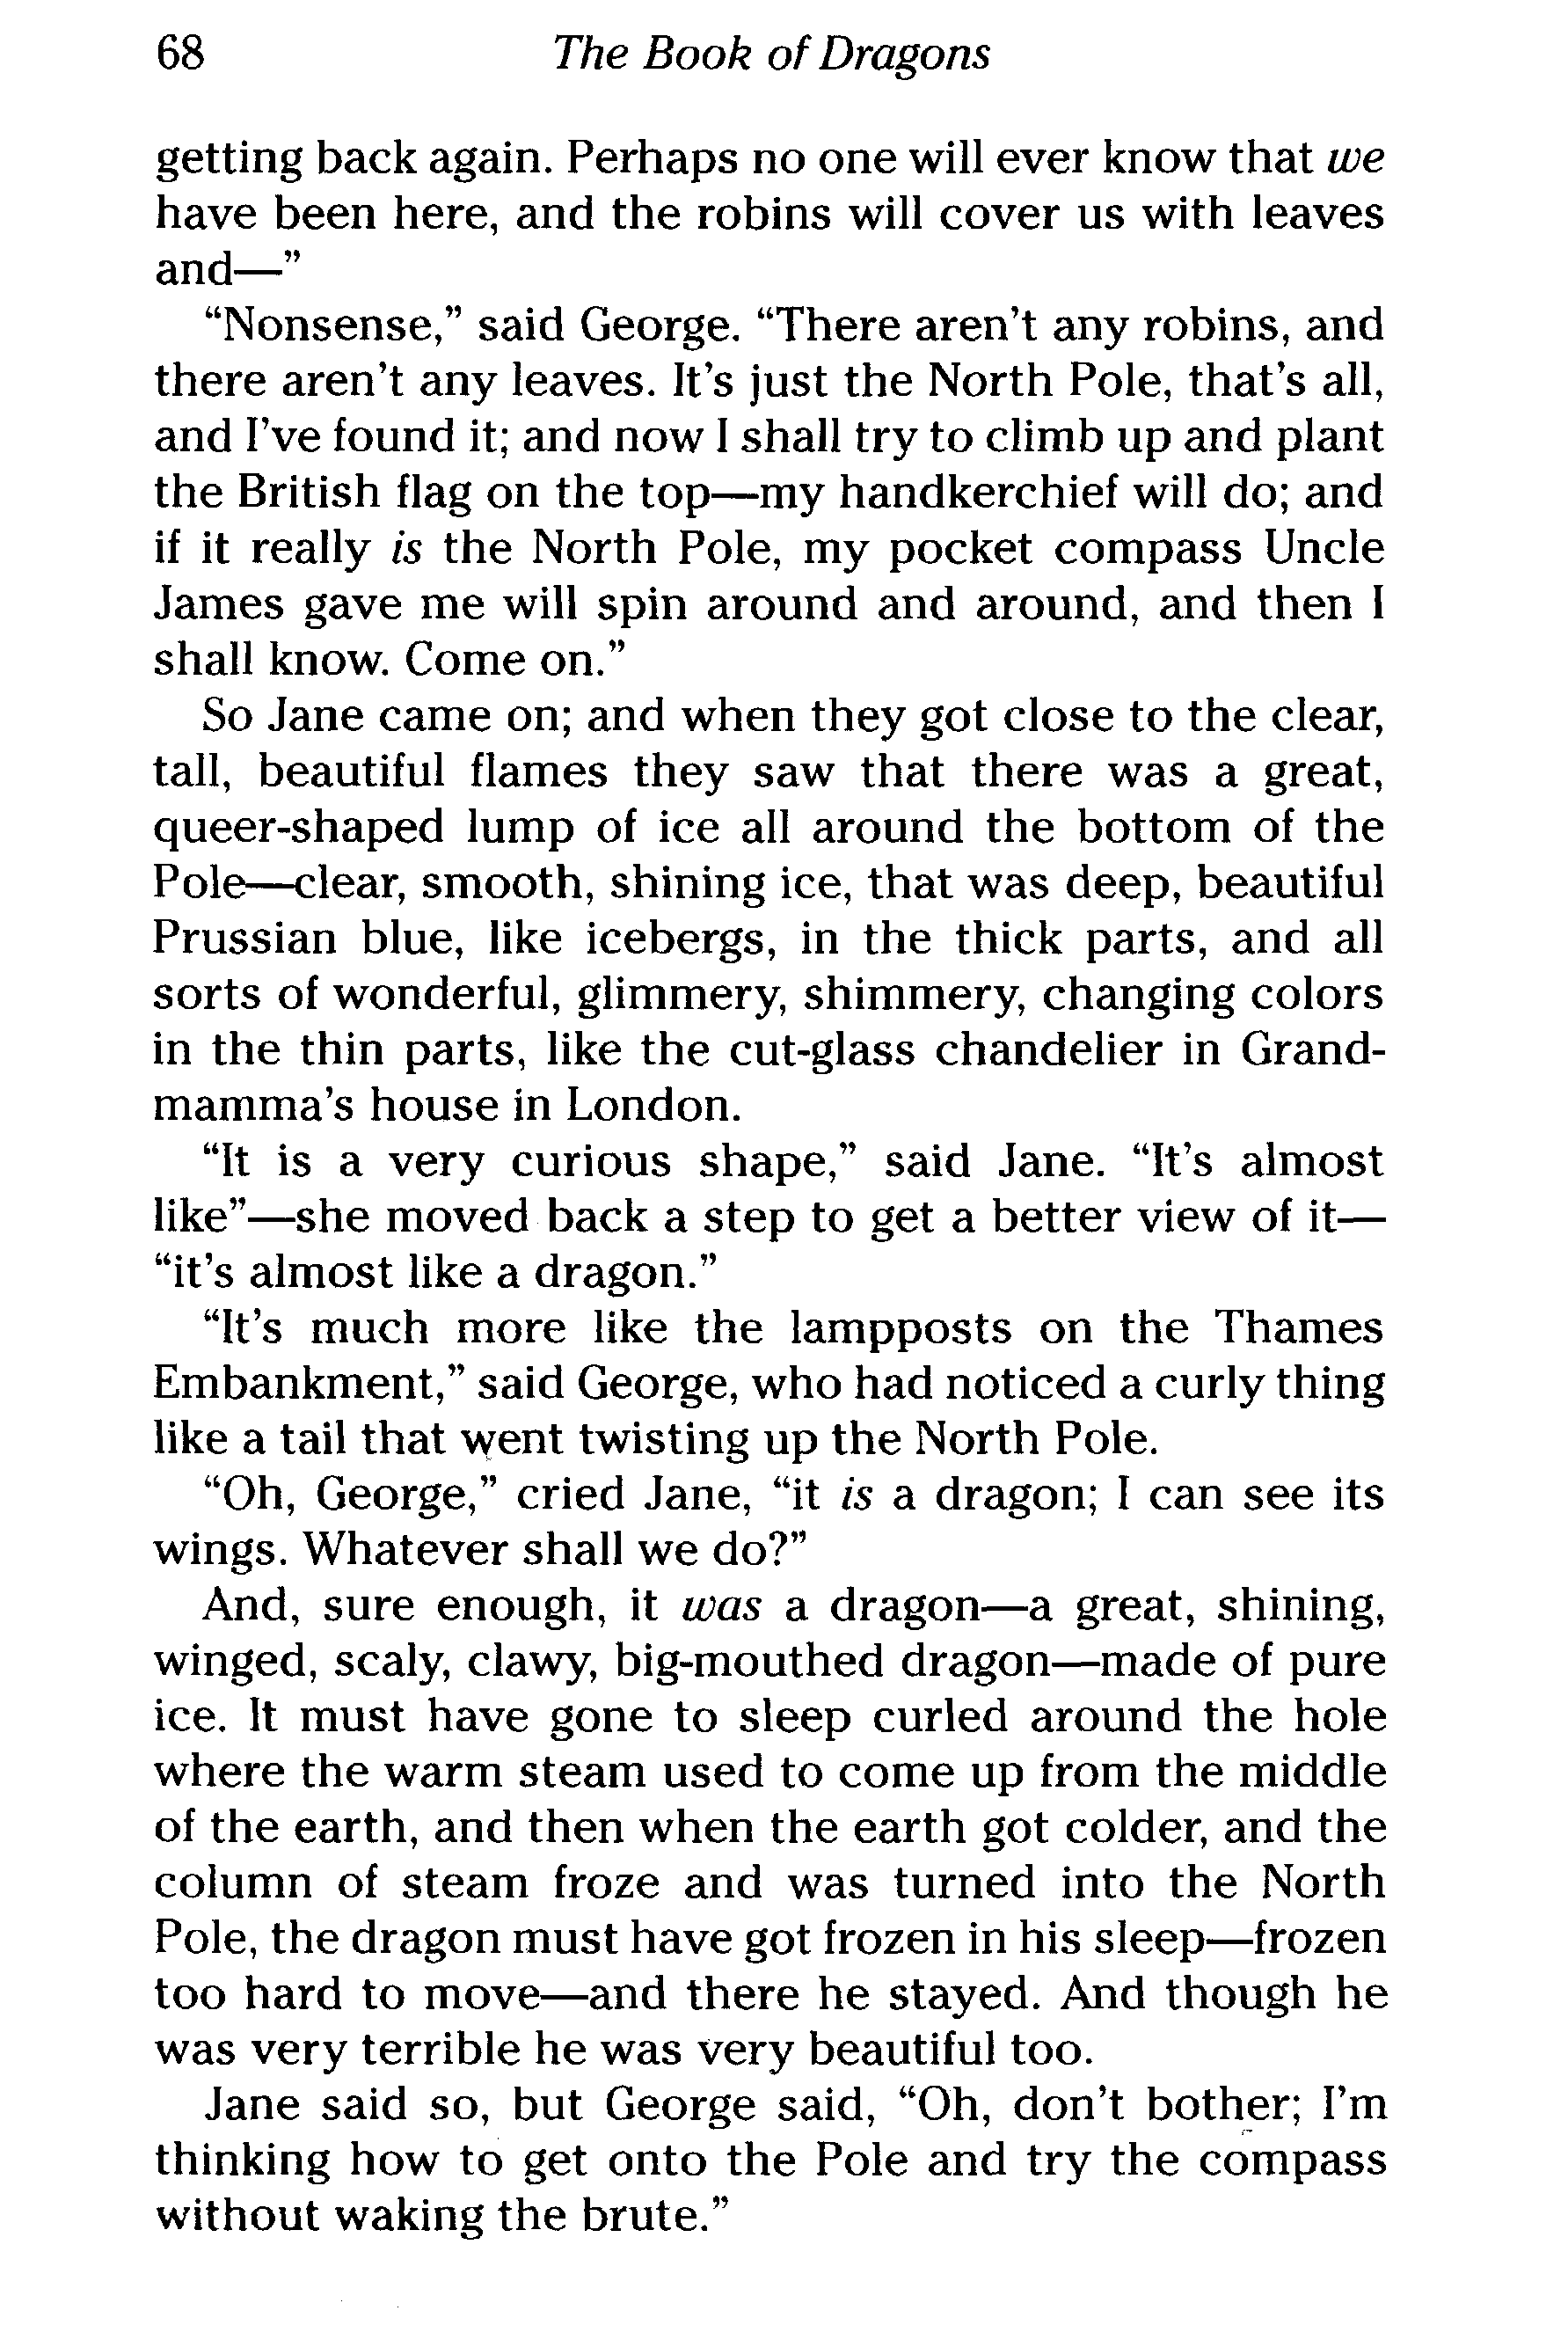 68 The Book of Dragons
getting back again. Perhaps no one will ever know that we
have been here, and the robins will cover us with leaves
and—”
“Nonsense,” said George. “There aren’t any robins, and
there aren’t any leaves. It’s just the North Pole, that’s all,
and I’ve found it; and now I shall try to climb up and plant
the British flag on the top—my handkerchief will do; and
if it really is the North Pole, my pocket compass Uncle
James gave me will spin around and around, and then I
shall know. Come on.”
So Jane came on; and when they got close to the clear,
tall, beautiful flames they saw that there was a great,
queer-shaped lump of ice all around the bottom of the
Pole—clear, smooth, shining ice, that was deep, beautiful
Prussian blue, like icebergs, in the thick parts, and all
sorts of wonderful, glimmery, shimmery, changing colors
in the thin parts, like the cut-glass chandelier in Grand-
mamma’s house in London.
“It is a very curious shape,” said Jane. “It’s almost
like”—she moved back a step to get a better view of it—
“it’s almost like a dragon.”
“It’s much more like the lampposts on the Thames
Embankment,” said George, who had noticed a curly thing
like a tail that went twisting up the North Pole.
“Oh, George,” cried Jane, “it is a dragon; I can see its
wings. Whatever shall we do?”
And, sure enough, it was a dragon—a great, shining,
winged, scaly, clawy, big-mouthed dragon—made of pure
ice. It must have gone to sleep curled around the hole
where the warm steam used to come up from the middle
of the earth, and then when the earth got colder, and the
column of steam froze and was turned into the North
Pole, the dragon must have got frozen in his sleep—frozen
too hard to move—and there he stayed. And though he
was very terrible he was very beautiful too.
Jane said so, but George said, “Oh, don’t bother; I’m
thinking how to get onto the Pole and try the compass
without waking the brute.”